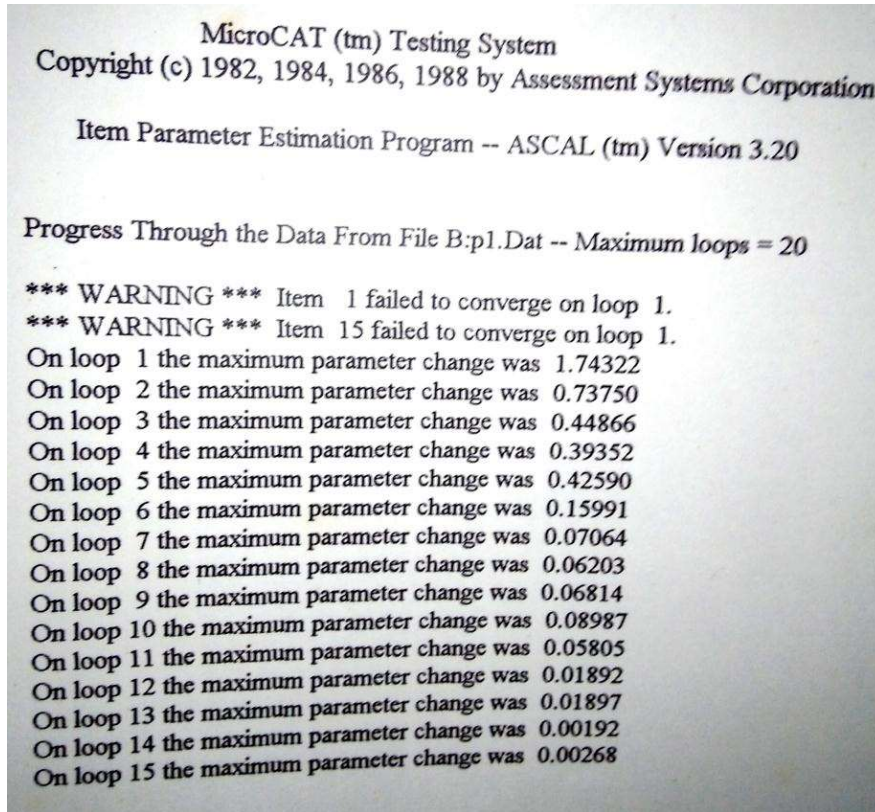 MicroCAT (tm) Testing System
Copyright (c) 1982, 1984, 1986, 1988 by Assessment Systems Corporation
Item Parameter Estimation Program -- ASCAL (tm) Version 3.20
Progress Through the Data From File B:p1.Dat -- Maximum loops = 20
*** WARNING *** Item 1 failed to converge on loop 1.
*** WARNING *** Item 15 failed to converge on loop 1.
On loop 1 the maximum parameter change was 1.74322
On loop 2 the maximum parameter change was 0.73750
On loop 3 the maximum parameter change was 0.44866
On loop 4 the maximum parameter change was 0.39352
On loop 5 the maximum parameter change was 0.42590
On loop 6 the maximum parameter change was 0.15991
On loop 7 the maximum parameter change was 0.07064
On loop 8 the maximum parameter change was 0.06203
On loop 9 the maximum parameter change was 0.06814
On loop 10 the maximum parameter change was 0.08987
On loop 11 the maximum parameter change was 0.05805
On loop 12 the maximum parameter change was 0.01892
On loop 13 the maximum parameter change was 0.01897
On loop 14 the maximum parameter change was 0.00192
On loop 15 the maximum parameter change was 0.00268